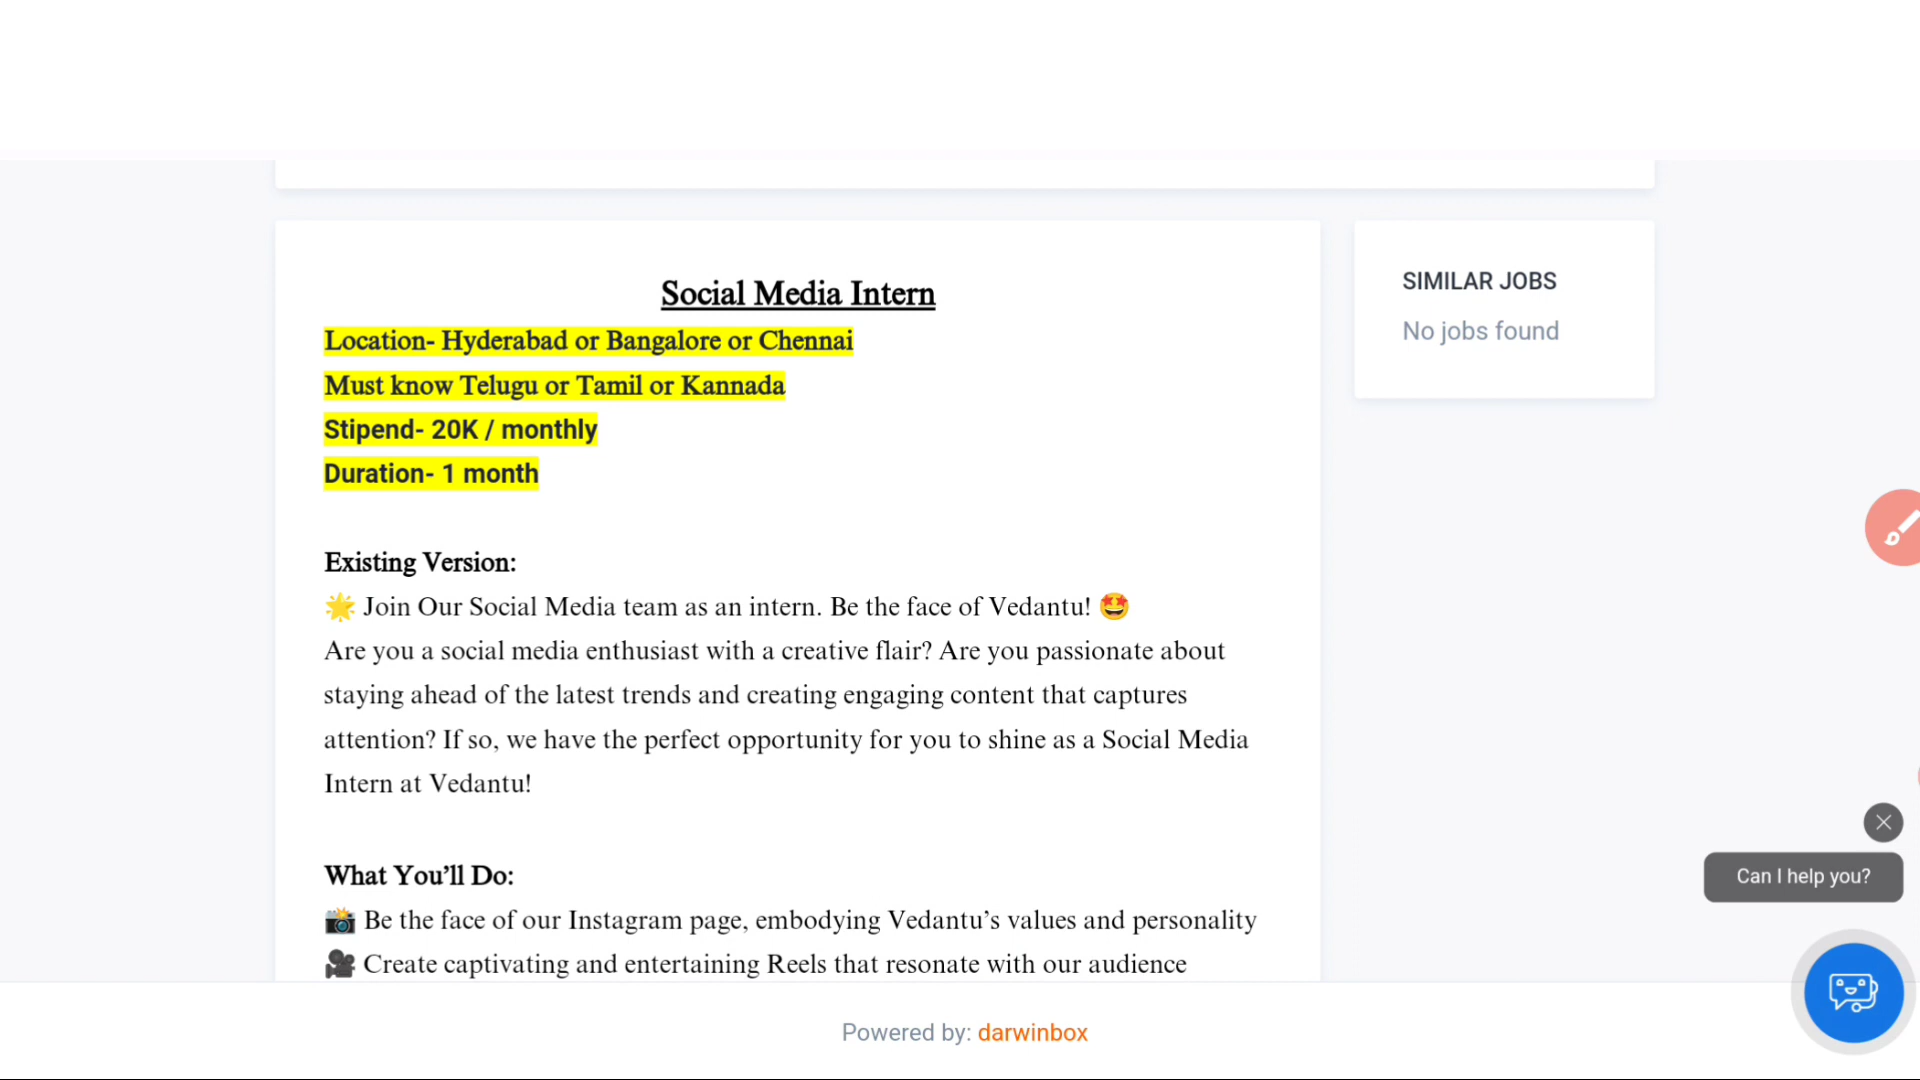 Social Media Intern
Location- Hyderabad or Bangalore or Chennai
Must know Telugu or Tamil or Kannada
Stipend- 20K / monthly
Duration- 1 month
Existing Version:
🌟 Join Our Social Media team as an intern. Be the face of Vedantu! 🤩
Are you a social media enthusiast with a creative flair? Are you passionate about
staying ahead of the latest trends and creating engaging content that captures
attention? If so, we have the perfect opportunity for you to shine as a Social Media
Intern at Vedantu!
What You’ll Do:
📸 Be the face of our Instagram page, embodying Vedantu’s values and personality
🎥 Create captivating and entertaining Reels that resonate with our audience
SIMILAR JOBS
No jobs found
Can I help you?
Powered by: darwinbox